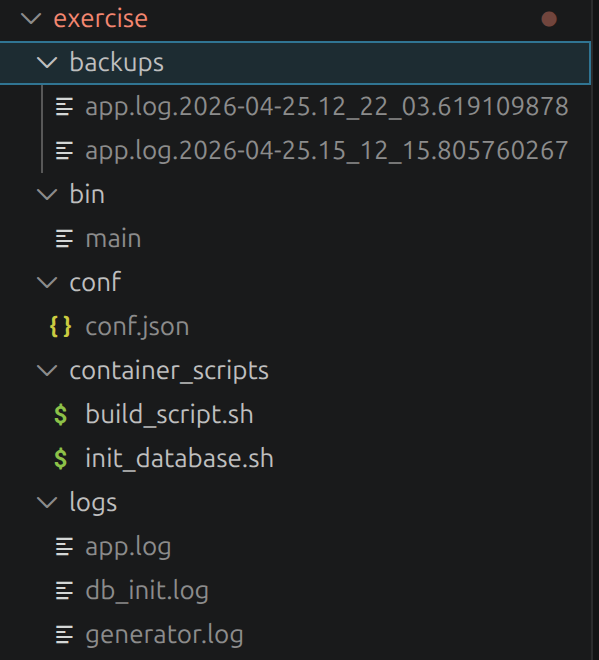 exercise
backups
app.log.2026-04-25.12_22_03.619109878
app.log.2026-04-25.15_12_15.805760267
bin
main
conf
{} conf.json
container_scripts
$ build_script.sh
$ init_database.sh
logs
app.log
db_init.log
generator.log